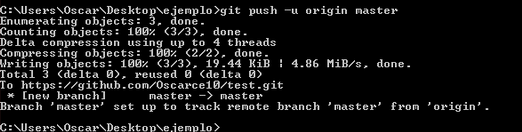 C:\Users\Oscar\Desktop\ejemplo>git push -u origin master
Enumerating objects: 3, done.
Counting objects: 100% (3/3), done.
Delta compression using up to 4 threads
Compressing objects: 100% (2/2), done.
Writing objects: 100% (3/3), 19.44 KiB | 4.86 MiB/s, done.
Total 3 (delta 0), reused 0 (delta 0)
To https://github.com/Oscarce10/test.git
 * [new branch]      master -> master
Branch 'master' set up to track remote branch 'master' from 'origin'.
C:\Users\Oscar\Desktop\ejemplo>